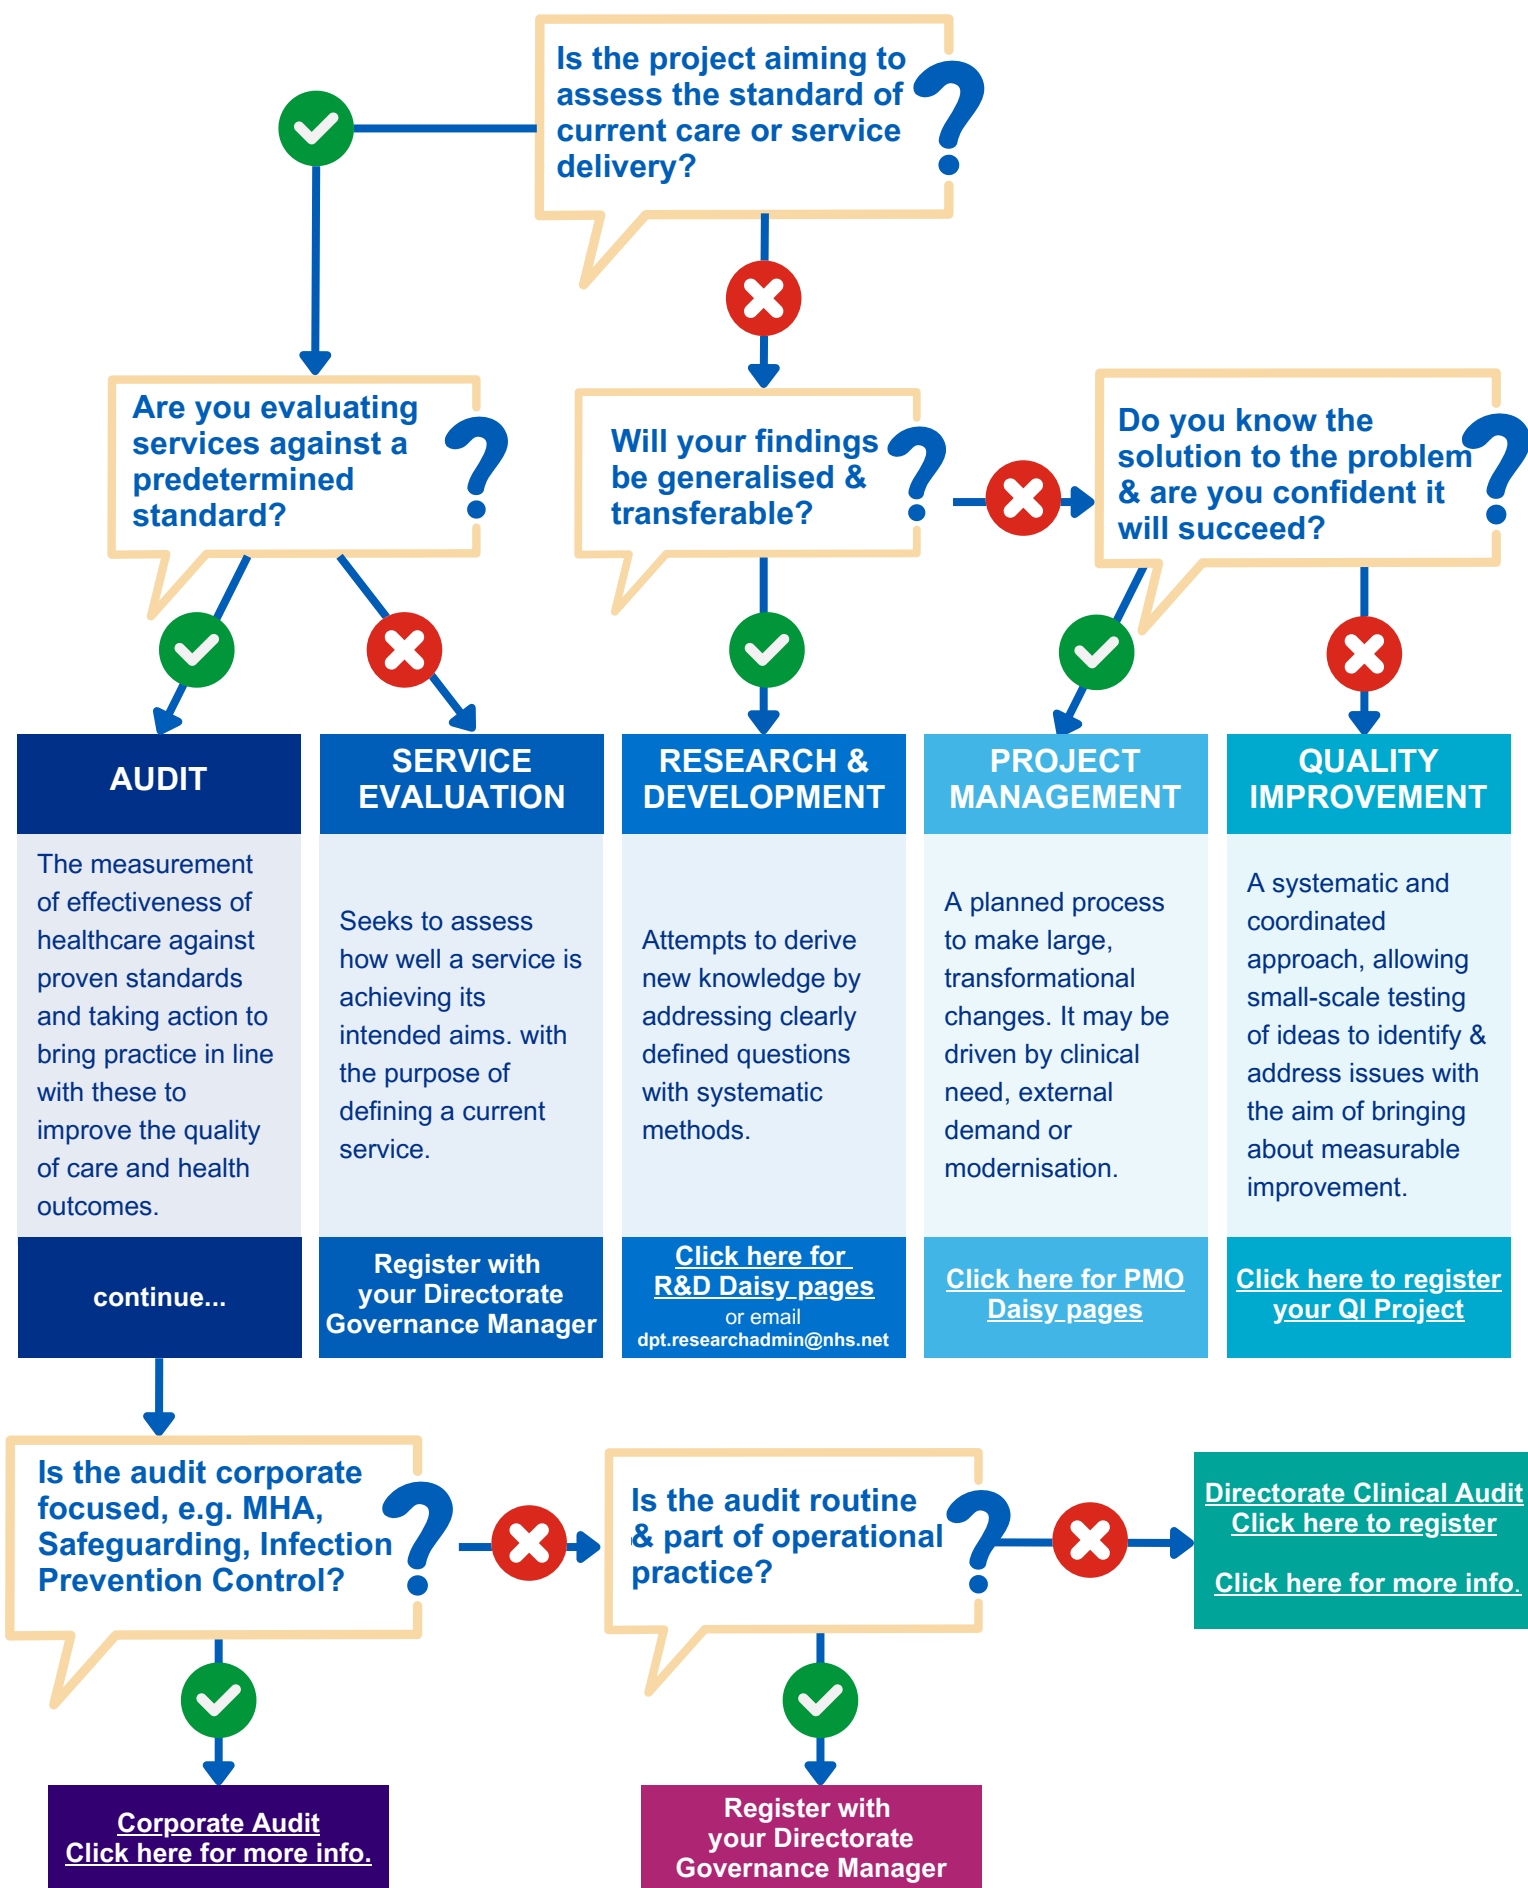 Is the project aiming to
assess the standard of
current care or service
delivery?
?
Are you evaluating
services against a
predetermined
standard?
?
Will your findings
be generalised &
transferable?
?
Do you know the
solution to the problem
& are you confident it
will succeed?
?
AUDIT
The measurement
of effectiveness of
healthcare against
proven standards
and taking action to
bring practice in line
with these to
improve the quality
of care and health
outcomes.
continue...
SERVICE
EVALUATION
Seeks to assess
how well a service is
achieving its
intended aims. with
the purpose of
defining a current
service.
Register with
your Directorate
Governance Manager
RESEARCH &
DEVELOPMENT
Attempts to derive
new knowledge by
addressing clearly
defined questions
with systematic
methods.
Click here for
R&D Daisy pages
or email
dpt.researchadmin@nhs.net
PROJECT
MANAGEMENT
A planned process
to make large,
transformational
changes. It may be
driven by clinical
need, external
demand or
modernisation.
Click here for PMO
Daisy pages
QUALITY
IMPROVEMENT
A systematic and
coordinated
approach, allowing
small-scale testing
of ideas to identify &
address issues with
the aim of bringing
about measurable
improvement.
Click here to register
your QI Project
Is the audit corporate
focused, e.g. MHA,
Safeguarding, Infection
Prevention Control?
?
Is the audit routine
& part of operational
practice?
?
Directorate Clinical Audit
Click here to register
Click here for more info.
Corporate Audit
Click here for more info.
Register with
your Directorate
Governance Manager